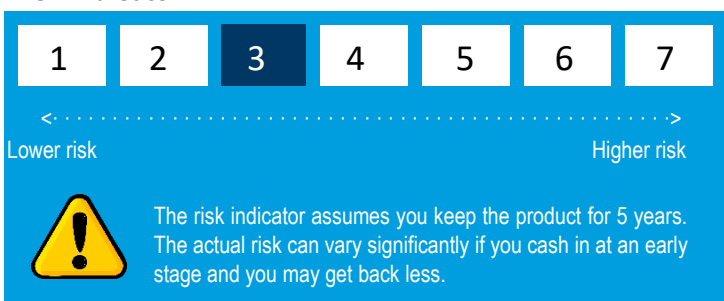 1 2 3 4 5 6 7
Lower risk Higher risk
The risk indicator assumes you keep the product for 5 years.
The actual risk can vary significantly if you cash in at an early
stage and you may get back less.